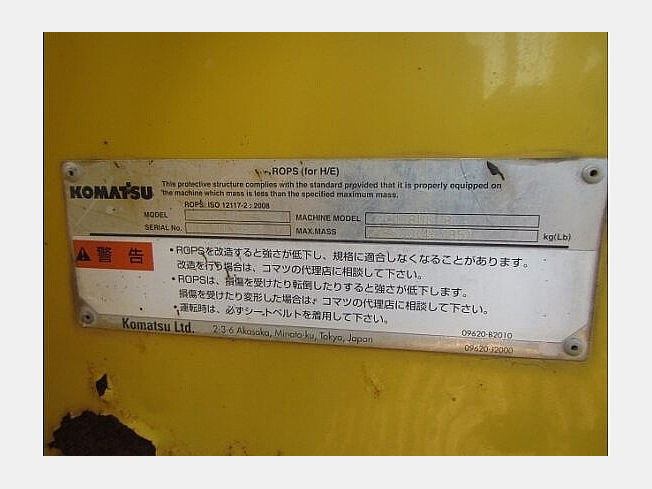 ROPS (for H/E)
KOMATSU
This protective structure complies with the standard provided that it is properly equipped on
the machine which mass is less than the specified maximum mass.
ROPS: ISO 12117-2 : 2008
MODEL MACHINE MODEL
SERIAL No. MAX.MASS kg(Lb)
警告
・ROPSを改造すると強さが低下し、規格に適合しなくなることがあります。
改造を行う場合は、コマツの代理店に相談して下さい。
・ROPSは、損傷を受けたり転倒したりすると強さが低下します。
損傷を受けたり変形した場合は、コマツの代理店に相談して下さい。
・運転時は、必ずシートベルトを着用して下さい。
Komatsu Ltd. 2-3-6 Akasaka, Minato-ku, Tokyo, Japan
09620-B2010
09620-J2000